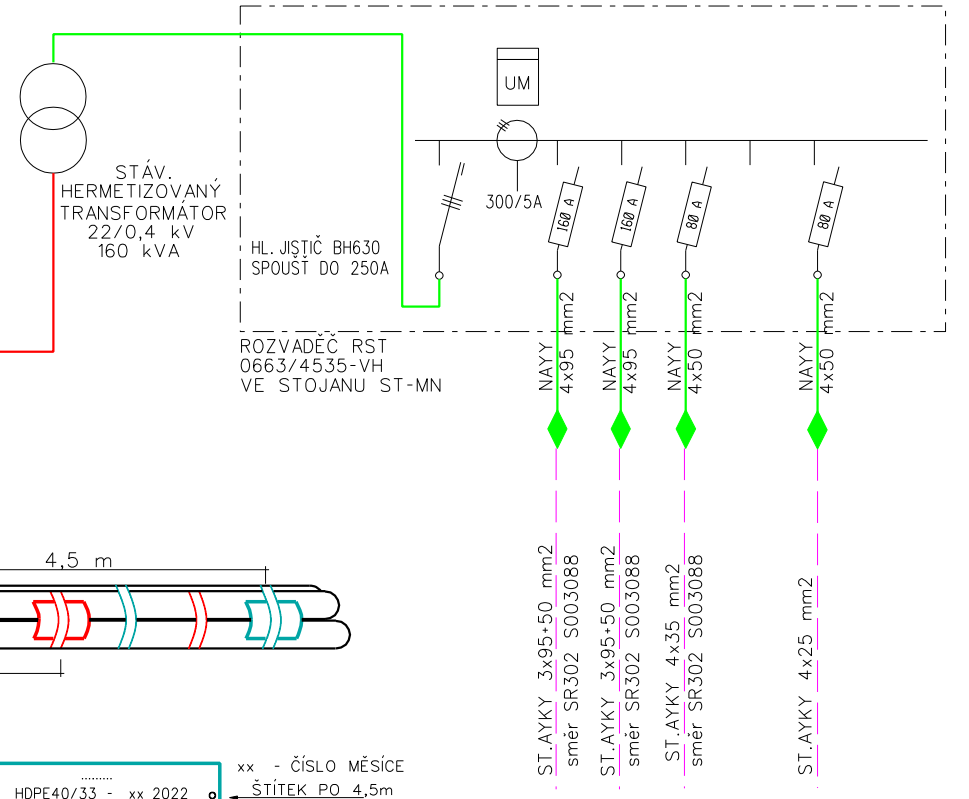 UM
STÁV.
HERMETIZOVANÝ
TRANSFORMÁTOR
22/0,4 kV
160 kVA
300/5A
160 A
160 A
80 A
80 A
HL.JISTIČ BH630
SPOUŠŤ DO 250A
ROZVADĚČ RST
0663/4535-VH
VE STOJANU ST-MN
NAYY
4x95 mm2
NAYY
4x95 mm2
NAYY
4x50 mm2
NAYY
4x50 mm2
ST.AYKY 3x95+50 mm2
směr SR302 S003088
ST.AYKY 3x95+50 mm2
směr SR302 S003088
ST.AYKY 4x35 mm2
směr SR302 S003088
ST.AYKY 4x25 mm2
4,5 m
xx - ČÍSLO MĚSÍCE
ŠTÍTEK PO 4,5m
.........
HDPE40/33 - xx 2022